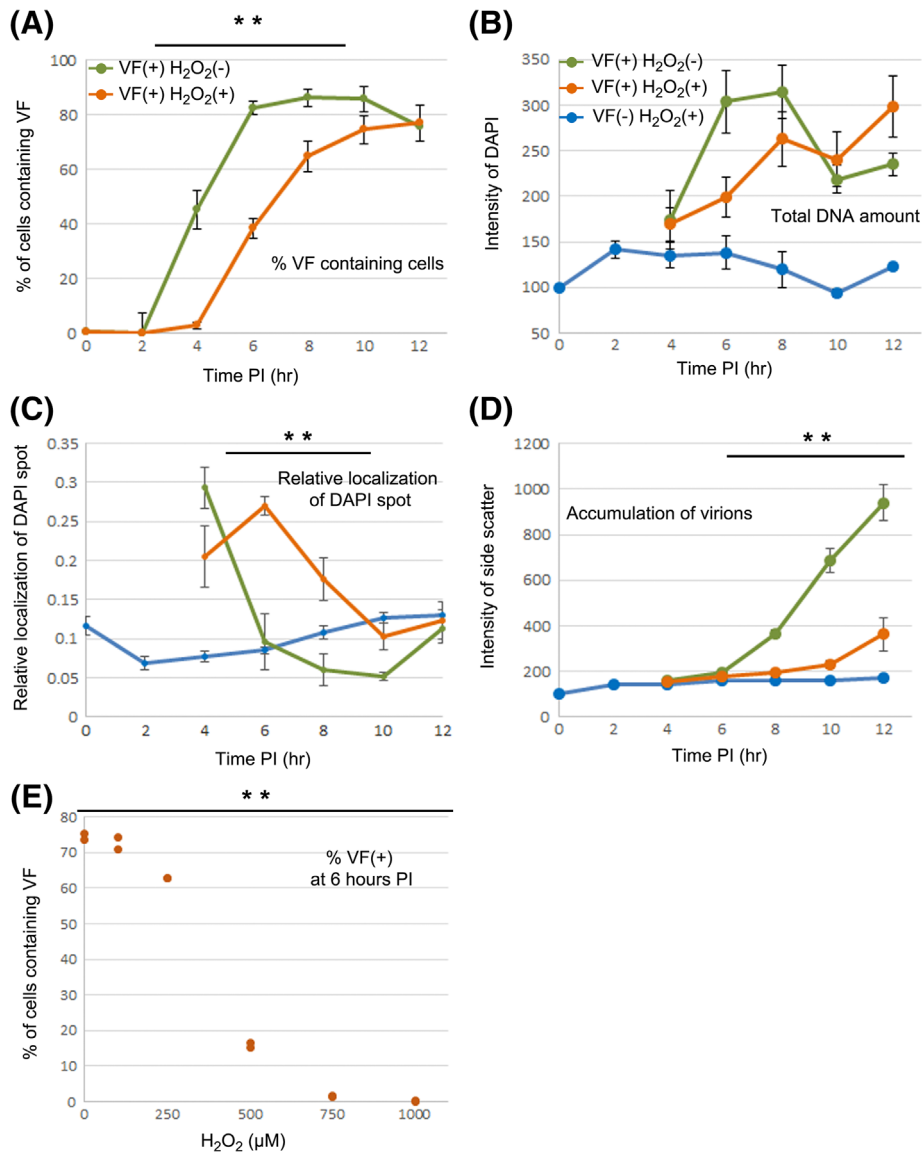 (A)
* *
VF(+) H₂O₂(-)
VF(+) H₂O₂(+)
100
80
60
40
20
0
% of cells containing VF
% VF containing cells
0 2 4 6 8 10 12
Time PI (hr)
(B)
VF(+) H₂O₂(-)
VF(+) H₂O₂(+)
VF(-) H₂O₂(+)
350
300
250
200
150
100
50
Intensity of DAPI
Total DNA amount
0 2 4 6 8 10 12
Time PI (hr)
(C)
* *
Relative localization
of DAPI spot
0.35
0.3
0.25
0.2
0.15
0.1
0.05
0
Relative localization of DAPI spot
0 2 4 6 8 10 12
Time PI (hr)
(D)
* *
Accumulation of virions
1200
1000
800
600
400
200
0
Intensity of side scatter
0 2 4 6 8 10 12
Time PI (hr)
(E)
* *
% VF(+)
at 6 hours PI
80
70
60
50
40
30
20
10
0
% of cells containing VF
0 250 500 750 1000
H₂O₂ (µM)